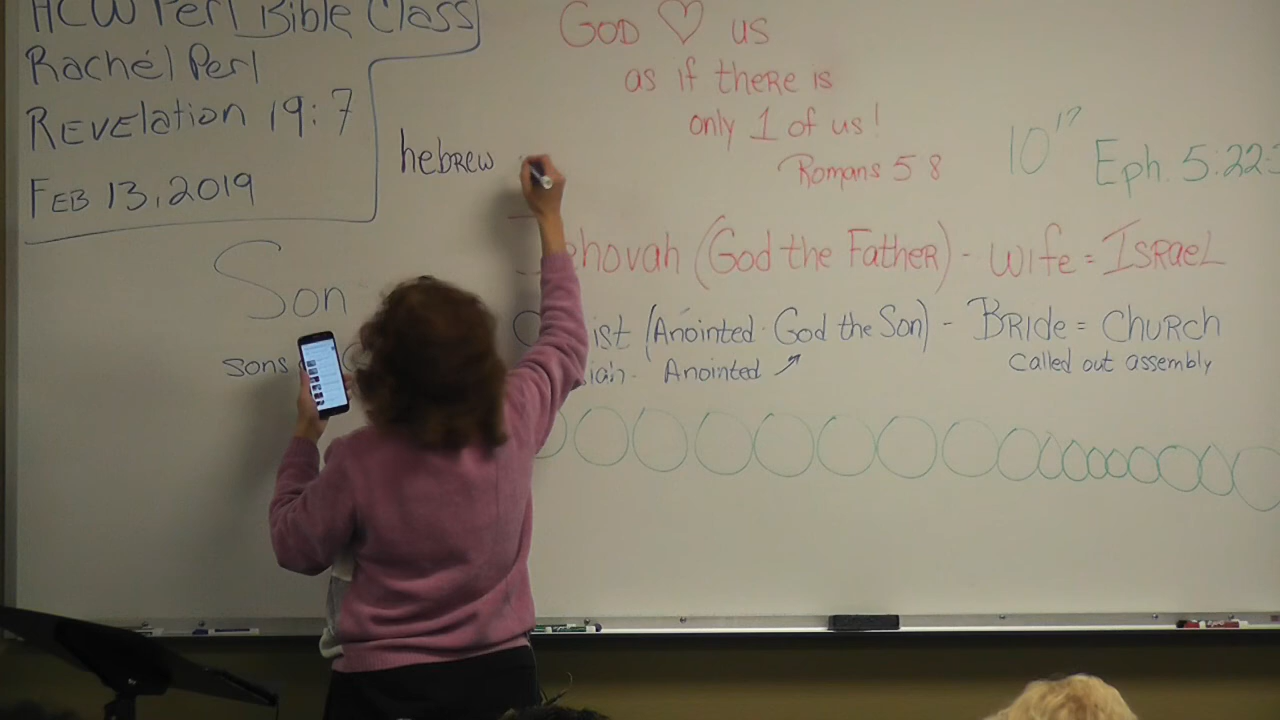 HCW Perl Bible Class
Rachel Perl
Revelation 19:7
Feb 13, 2019
God ♡ us
as if there is
only 1 of us!
Romans 5 8
hebrew
10¹⁷
Eph. 5:22
Jehovah (God the Father) - Wife = Israel
Son
ist (Anointed · God the Son) - Bride = Church
sons
iah - Anointed ↗
Called out assembly